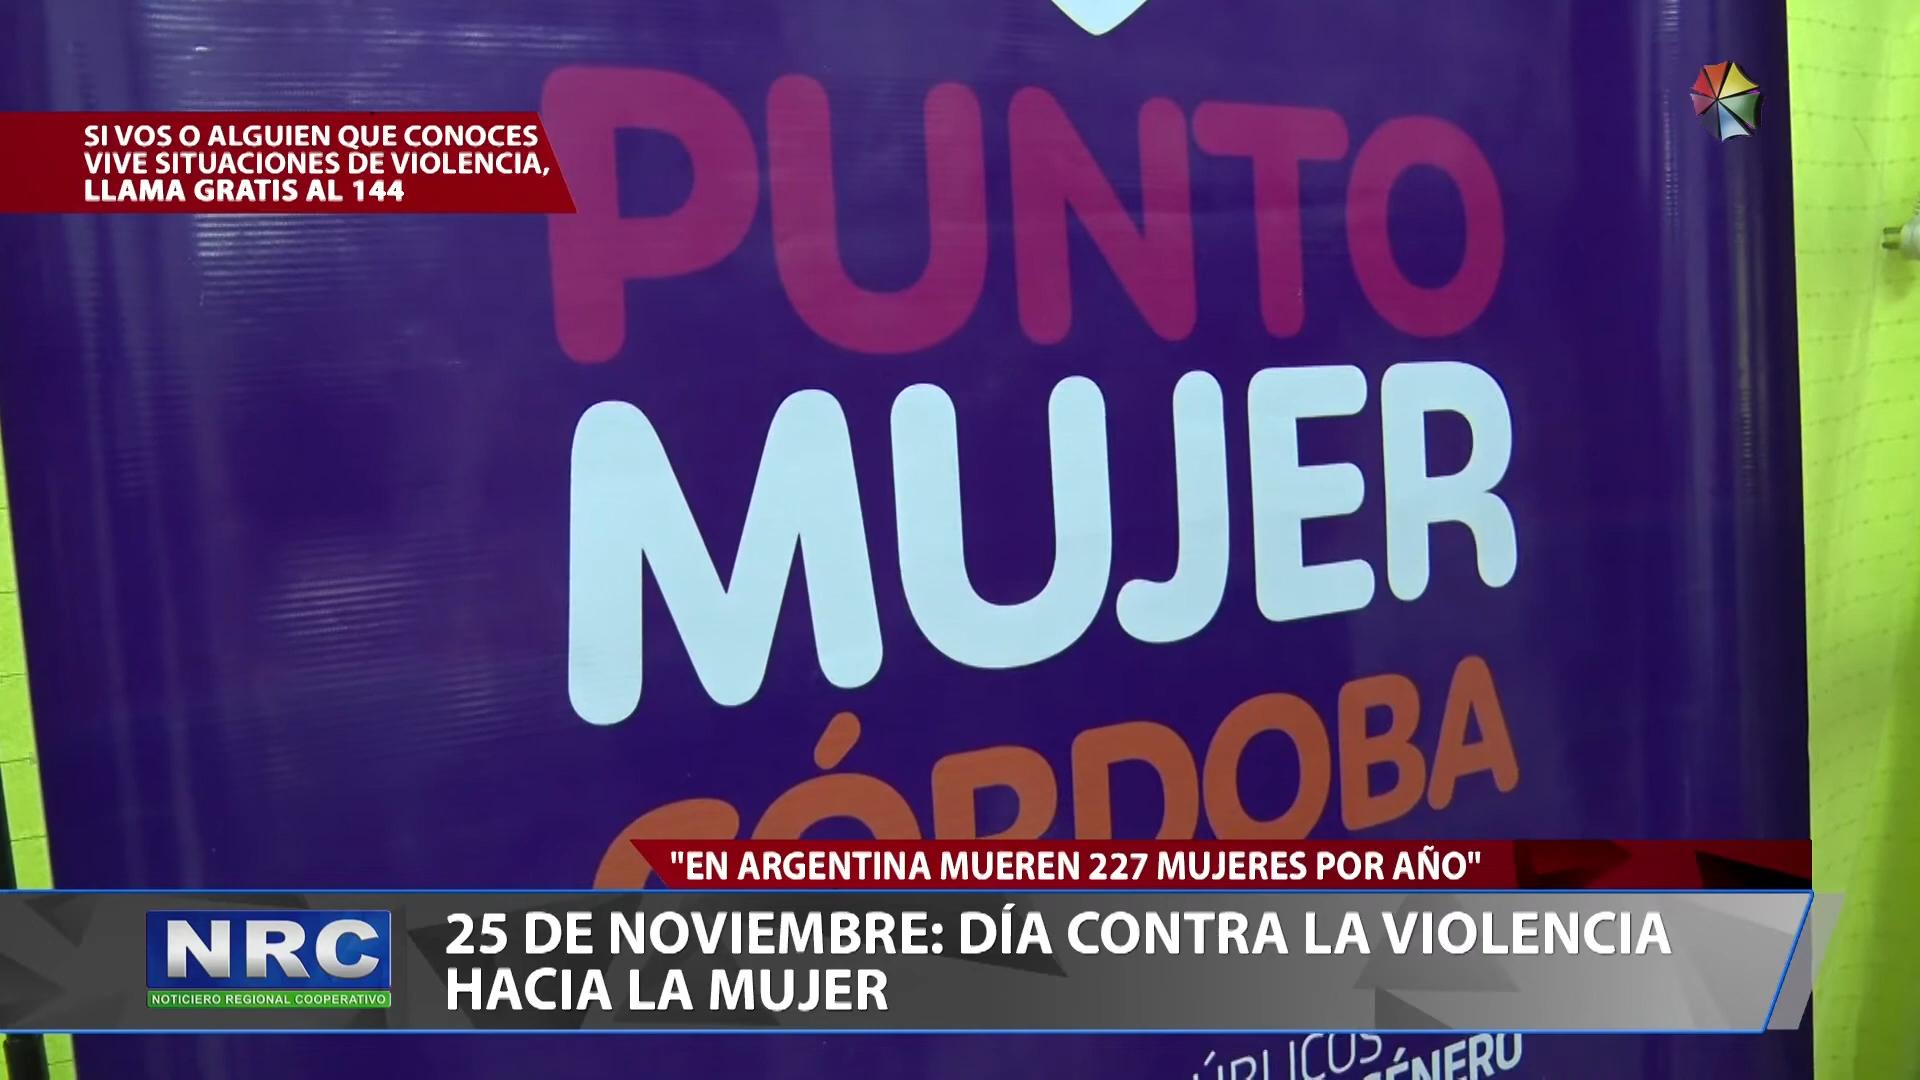 SI VOS O ALGUIEN QUE CONOCES
VIVE SITUACIONES DE VIOLENCIA,
LLAMA GRATIS AL 144
PUNTO
MUJER
CÓRDOBA
"EN ARGENTINA MUEREN 227 MUJERES POR AÑO"
NRC
NOTICIERO REGIONAL COOPERATIVO
25 DE NOVIEMBRE: DÍA CONTRA LA VIOLENCIA
HACIA LA MUJER
GÉNERO